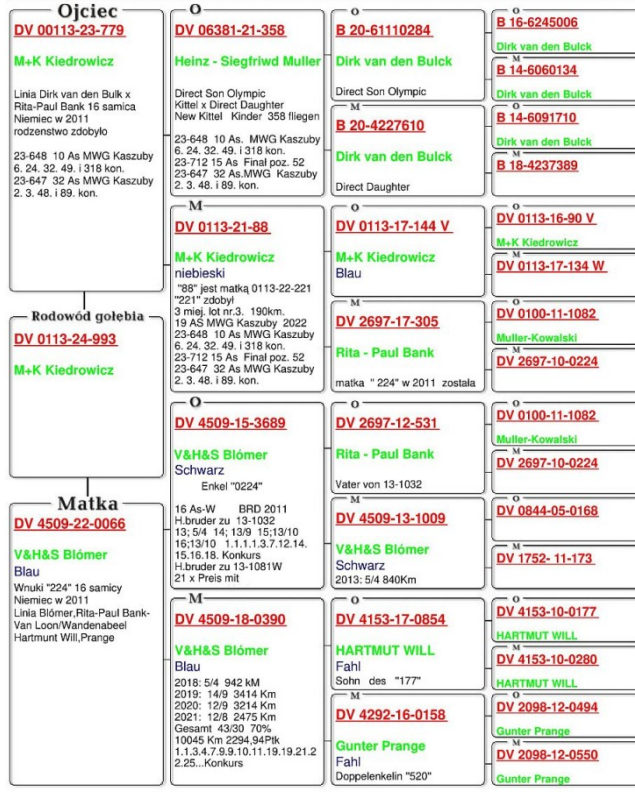 Ojciec
DV 00113-23-779
M+K Kiedrowicz
Linia Dirk van den Bulk x
Rita-Paul Bank 16 samica
Niemiec w 2011
rodzenstwo zdobyło
23-648 10 As. MWG Kaszuby
6. 24. 32. 49. i 318 kon.
23-647 32 As MWG Kaszuby
2. 3. 48. i 89. kon.
Rodowód gołębia
DV 0113-24-993
M+K Kiedrowicz
Matka
DV 4509-22-0066
V&H&S Blómer
Blau
Wnuki "224" 16 samicy
Niemiec w 2011
Linia Blómer,Rita-Paul Bank-
Van Loon/Wandenabeel
Hartmunt Will,Prange
O
DV 06381-21-358
Heinz - Siegfriwd Muller
Direct Son Olympic
Kittel x Direct Daughter
New Kittel Kinder 358 fliegen
23-648 10 As. MWG Kaszuby
6. 24. 32. 49. i 318 kon.
23-712 15 As Final poz. 52
23-647 32 As.MWG Kaszuby
2. 3. 48. i 89. kon.
M
DV 0113-21-88
M+K Kiedrowicz
niebieski
"88" jest matką 0113-22-221
"221" zdobył
3 miej. lot nr.3. 190km.
19 AS MWG Kaszuby 2022
23-648 10 As MWG Kaszuby
6. 24. 32. 49. i 318 kon.
23-712 15 As Final poz. 52
23-647 32 As MWG Kaszuby
2. 3. 48. i 89. kon.
O
DV 4509-15-3689
V&H&S Blómer
Schwarz
Enkel "0224"
16 As-W BRD 2011
H.bruder zu 13-1032
13; 5/4 14; 13/9 15;13/10
16;13/10 1.1.1.1.3.7.12.14.
15.16.18. Konkurs
H.bruder zu 13-1081W
21 x Preis mit
M
DV 4509-18-0390
V&H&S Blómer
Blau
2018: 5/4 942 kM
2019: 14/9 3414 Km
2020: 12/9 3214 Km
2021: 12/8 2475 Km
Gesamt 43/30 70%
10045 Km 2294,94Ptk
1.1.3.4.7.9.9.10.11.19.19.21.2
2.25...Konkurs
O
B 20-61110284
Dirk van den Bulck
Direct Son Olympic
M
B 20-4227610
Dirk van den Bulck
Direct Daughter
O
DV 0113-17-144 V
M+K Kiedrowicz
Blau
M
DV 2697-17-305
Rita - Paul Bank
matka " 224" w 2011 została
O
DV 2697-12-531
Rita - Paul Bank
Vater von 13-1032
M
DV 4509-13-1009
V&H&S Blómer
Schwarz
2013: 5/4 840Km
O
DV 4153-17-0854
HARTMUT WILL
Fahl
Sohn des "177"
M
DV 4292-16-0158
Gunter Prange
Fahl
Doppelenkelin "520"
O
B 16-6245006
Dirk van den Bulck
M
B 14-6060134
Dirk van den Bulck
O
B 14-6091710
Dirk van den Bulck
M
B 18-4237389
O
DV 0113-16-90 V
M+K Kiedrowicz
M
DV 0113-17-134 W
O
DV 0100-11-1082
Muller-Kowalski
M
DV 2697-10-0224
O
DV 0100-11-1082
Muller-Kowalski
M
DV 2697-10-0224
O
DV 0844-05-0168
M
DV 1752- 11-173
O
DV 4153-10-0177
HARTMUT WILL
M
DV 4153-10-0280
HARTMUT WILL
O
DV 2098-12-0494
Gunter Prange
M
DV 2098-12-0550
Gunter Prange